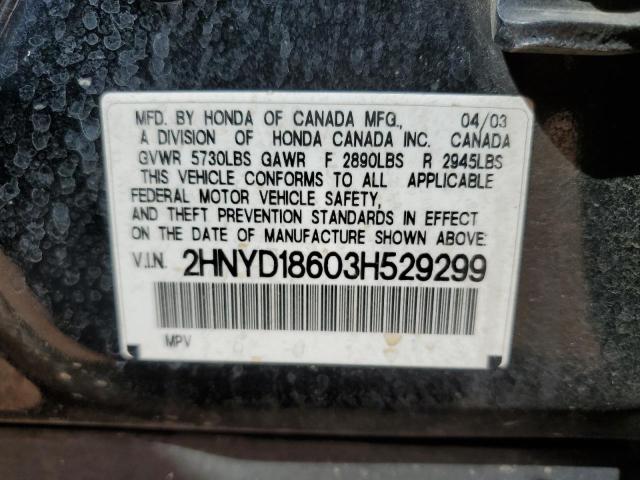 MFD. BY HONDA OF CANADA MFG., 04/03
A DIVISION OF HONDA CANADA INC. CANADA
GVWR 5730LBS GAWR F 2890LBS R 2945LBS
THIS VEHICLE CONFORMS TO ALL APPLICABLE
FEDERAL MOTOR VEHICLE SAFETY,
AND THEFT PREVENTION STANDARDS IN EFFECT
ON THE DATE OF MANUFACTURE SHOWN ABOVE.
V.I.N. 2HNYD18603H529299
MPV